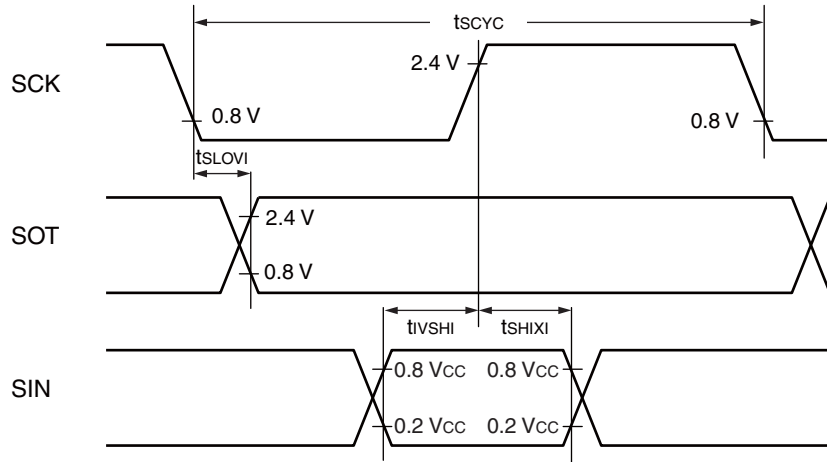 tSCYC
SCK
2.4 V
0.8 V
0.8 V
tSLOVI
SOT
2.4 V
0.8 V
tIVSHI
tSHIXI
SIN
0.8 VCC
0.8 VCC
0.2 VCC
0.2 VCC